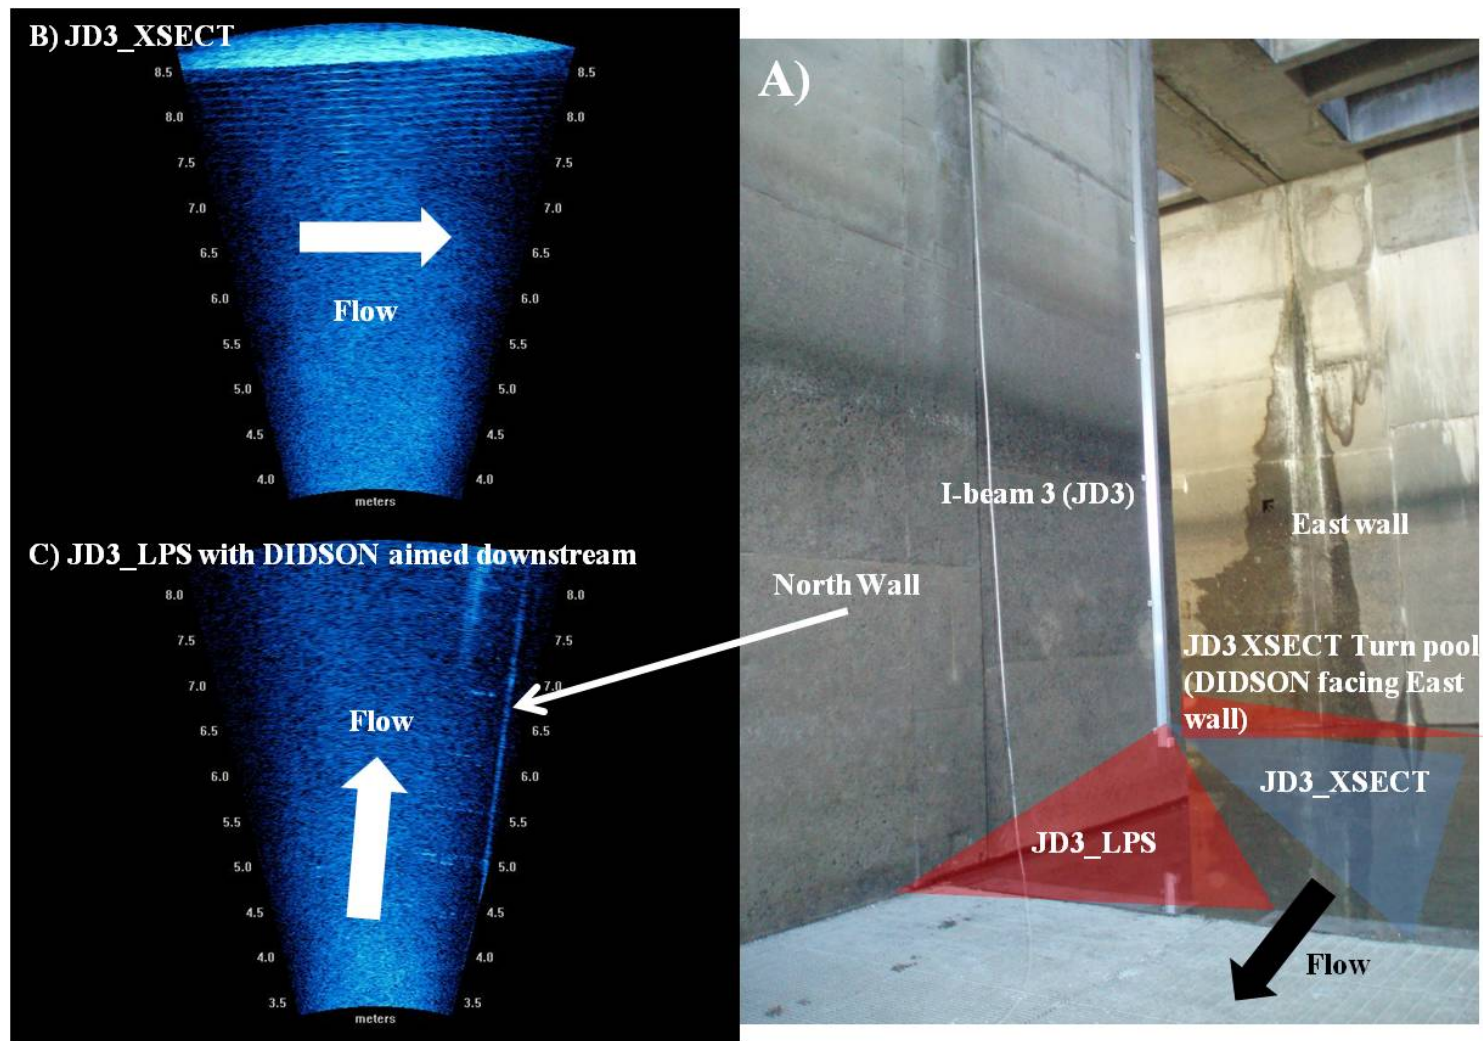 B) JD3_XSECT
8.5 8.5
8.0 8.0
7.5 7.5
7.0 7.0
6.5 6.5
Flow
6.0 6.0
5.5 5.5
5.0 5.0
4.5 4.5
4.0 4.0
meters
C) JD3_LPS with DIDSON aimed downstream
8.0 8.0
7.5 7.5
7.0 7.0
Flow
6.5 6.5
6.0 6.0
5.5 5.5
5.0 5.0
4.5 4.5
4.0 4.0
3.5 3.5
meters
A)
I-beam 3 (JD3)
East wall
North Wall
JD3 XSECT Turn pool
(DIDSON facing East
wall)
JD3_XSECT
JD3_LPS
Flow